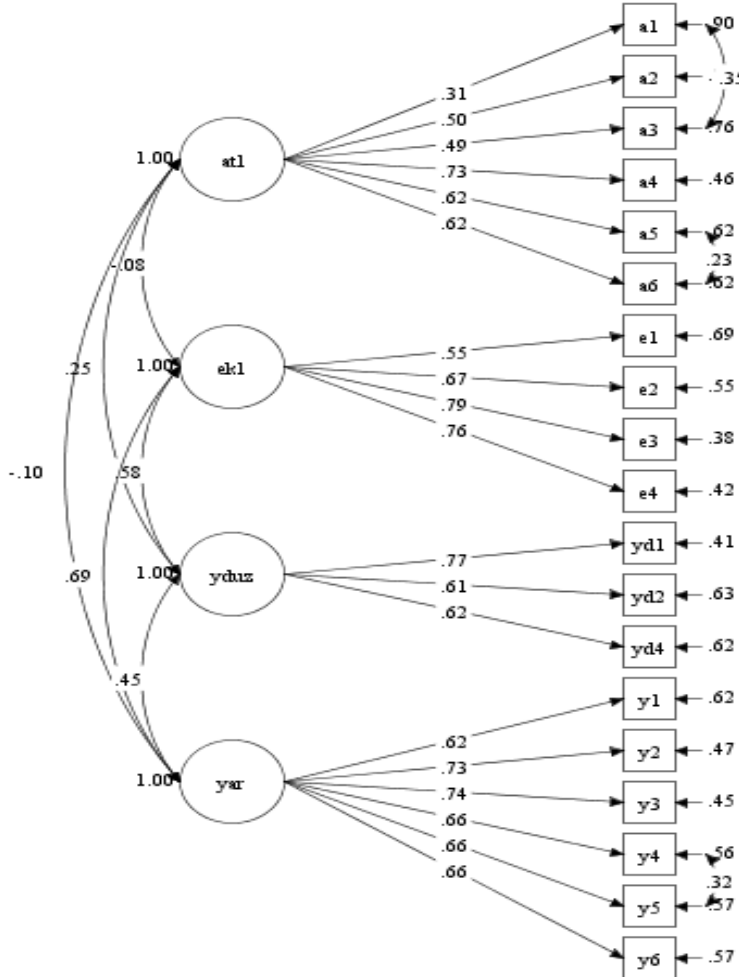 a1 .90
a2 -.35
.31
a3 .76
.50
.49
1.00 at1
.73
a4 .46
.62
.62
a5 .62
.23
-.08
a6 .62
e1 .69
.55
.25
1.00 ek1
.67
e2 .55
.79
.76
e3 .38
-.10
.58
e4 .42
yd1 .41
.77
.69
1.00 yduz
.61
yd2 .63
.62
yd4 .62
.45
y1 .62
.62
.73
y2 .47
.74
1.00 yar
y3 .45
.66
.66
y4 .56
.66
.32
y5 .57
y6 .57